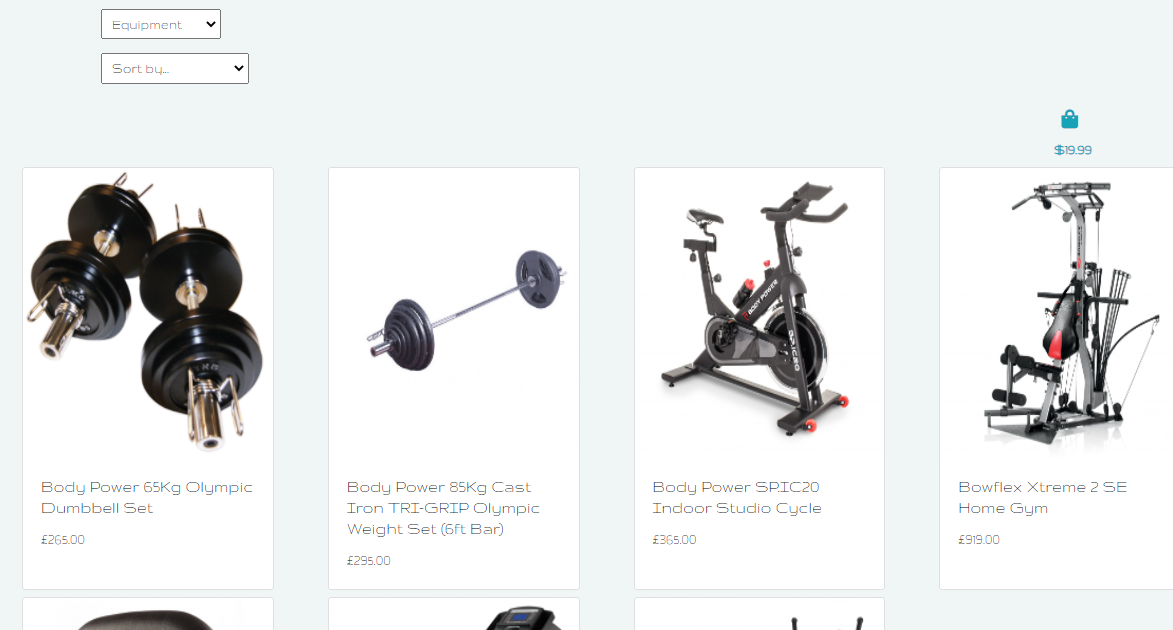 Equipment
Sort by...
$19.99
Body Power 65Kg Olympic
Dumbbell Set
£265.00
Body Power 85Kg Cast
Iron TRI-GRIP Olympic
Weight Set (6ft Bar)
£295.00
BODY POWER
Body Power SP.IC20
Indoor Studio Cycle
£365.00
Bowflex Xtreme 2 SE
Home Gym
£919.00